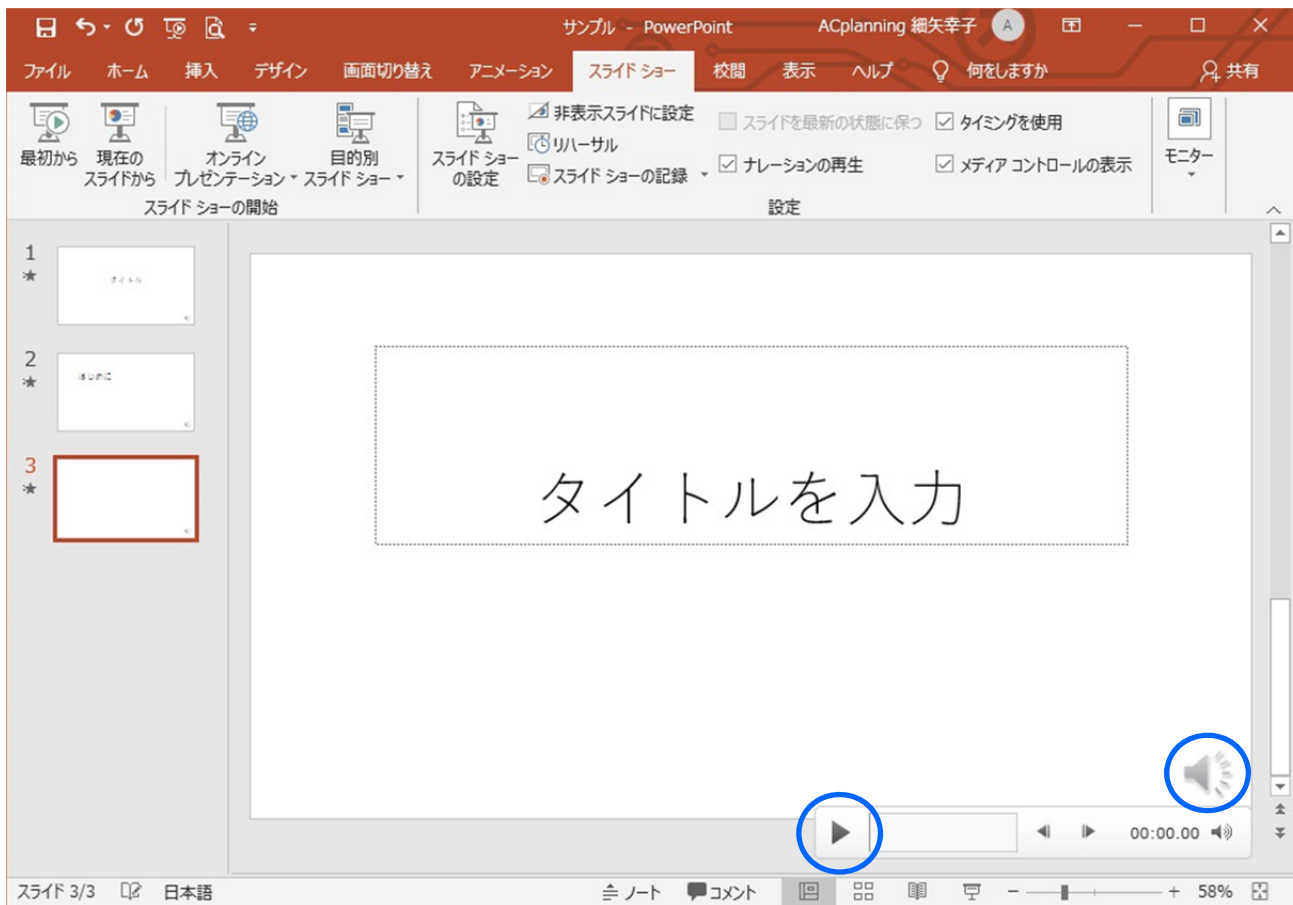 サンプル - PowerPoint
ACplanning 細矢幸子
A
ファイル ホーム 挿入 デザイン 画面切り替え アニメーション スライド ショー 校閲 表示 ヘルプ 何をしますか 共有
最初から
現在の
スライドから
オンライン
プレゼンテーション
目的別
スライド ショー
スライド ショーの開始
スライド ショー
の設定
非表示スライドに設定
リハーサル
スライド ショーの記録
スライドを最新の状態に保つ
タイミングを使用
ナレーションの再生
メディア コントロールの表示
設定
モニター
1
タイトル
2
はじめに
3
タイトルを入力
00:00.00
スライド 3/3 日本語 ノート コメント 58%